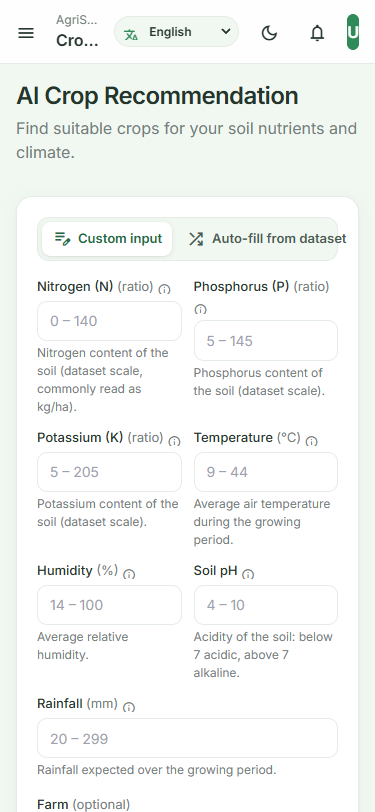 AgriS...
Cro...
English
U
AI Crop Recommendation
Find suitable crops for your soil nutrients and
climate.
Custom input
Auto-fill from dataset
Nitrogen (N) (ratio)
0 – 140
Nitrogen content of the
soil (dataset scale,
commonly read as
kg/ha).
Phosphorus (P) (ratio)
5 – 145
Phosphorus content of
the soil (dataset scale).
Potassium (K) (ratio)
5 – 205
Potassium content of the
soil (dataset scale).
Temperature (°C)
9 – 44
Average air temperature
during the growing
period.
Humidity (%)
14 – 100
Average relative
humidity.
Soil pH
4 – 10
Acidity of the soil: below
7 acidic, above 7
alkaline.
Rainfall (mm)
20 – 299
Rainfall expected over the growing period.
Farm (optional)